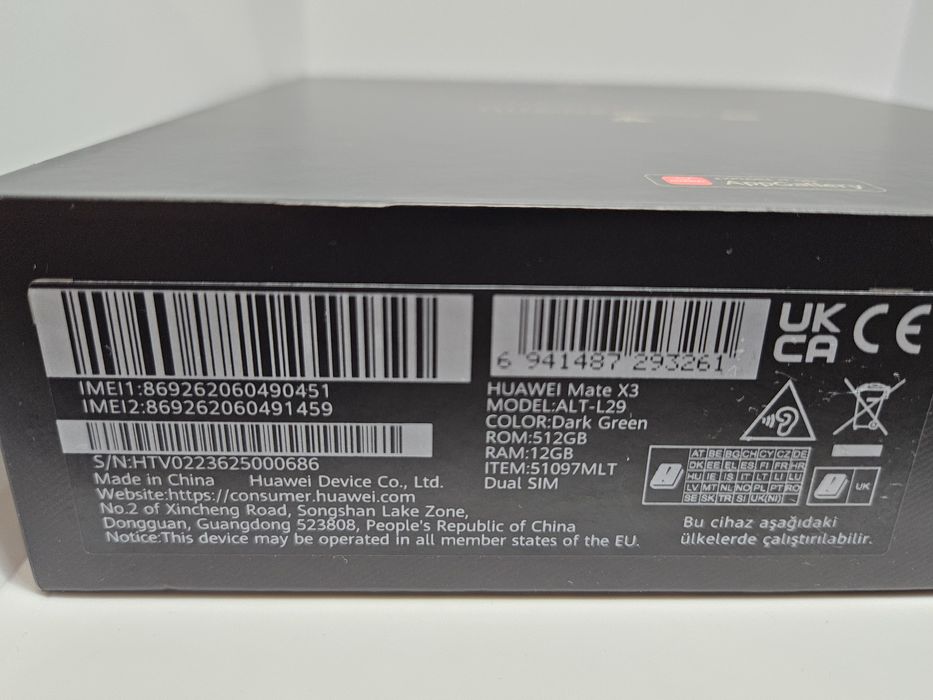 AppGallery
IMEI1:869262060490451
IMEI2:869262060491459
S/N:HTV0223625000686
Made in China Huawei Device Co., Ltd.
Website:https://consumer.huawei.com
No.2 of Xincheng Road, Songshan Lake Zone,
Dongguan, Guangdong 523808, People's Republic of China
Notice:This device may be operated in all member states of the EU.
6 941487 293261
HUAWEI Mate X3
MODEL:ALT-L29
COLOR:Dark Green
ROM:512GB
RAM:12GB
ITEM:51097MLT
Dual SIM
UK
CA
CE
AT BE BG CH CY CZ DE
DK EE EL ES FI FR HR
HU IE IS IT LT LI LU
LV MT NL NO PL PT RO
SE SK TR SI UK(NI)
UK
Bu cihaz aşağıdaki
ülkelerde çalıştırılabilir.